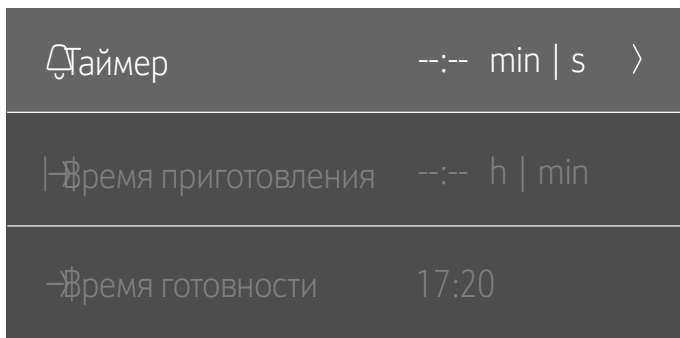 Таймер --:-- min | s
Время приготовления --:-- h | min
Время готовности 17:20